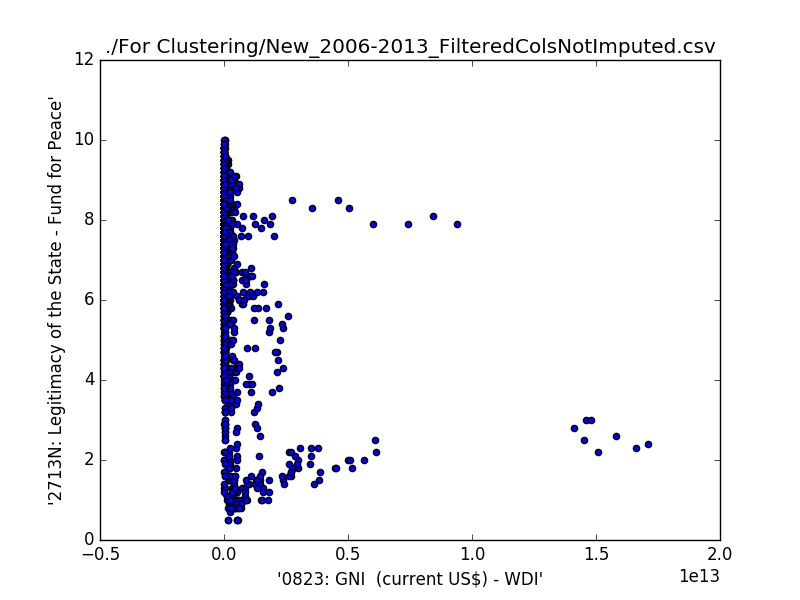 ./For Clustering/New_2006-2013_FilteredColsNotImputed.csv
12
10
8
6
4
2
0
'2713N: Legitimacy of the State - Fund for Peace'
−0.5 0.0 0.5 1.0 1.5 2.0
1e13
'0823: GNI  (current US$) - WDI'